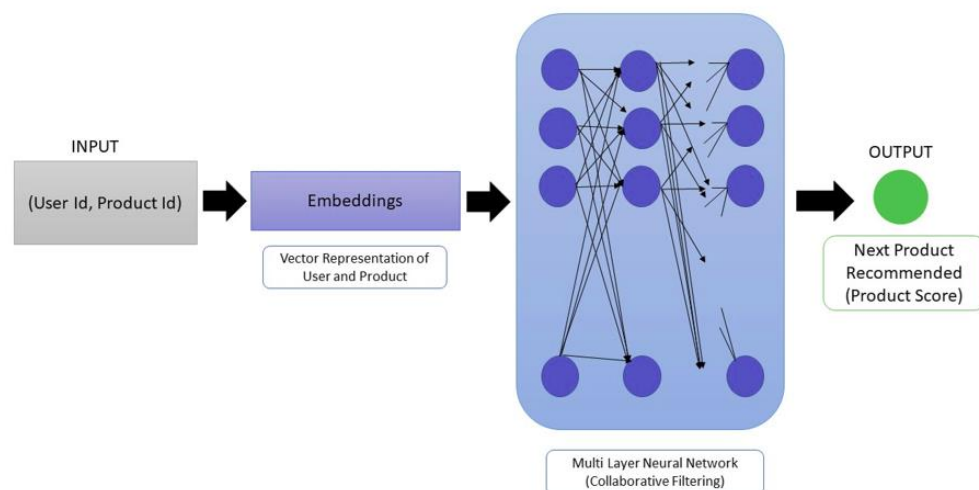 INPUT
(User Id, Product Id)
Embeddings
Vector Representation of
User and Product
Multi Layer Neural Network
(Collaborative Filtering)
OUTPUT
Next Product
Recommended
(Product Score)